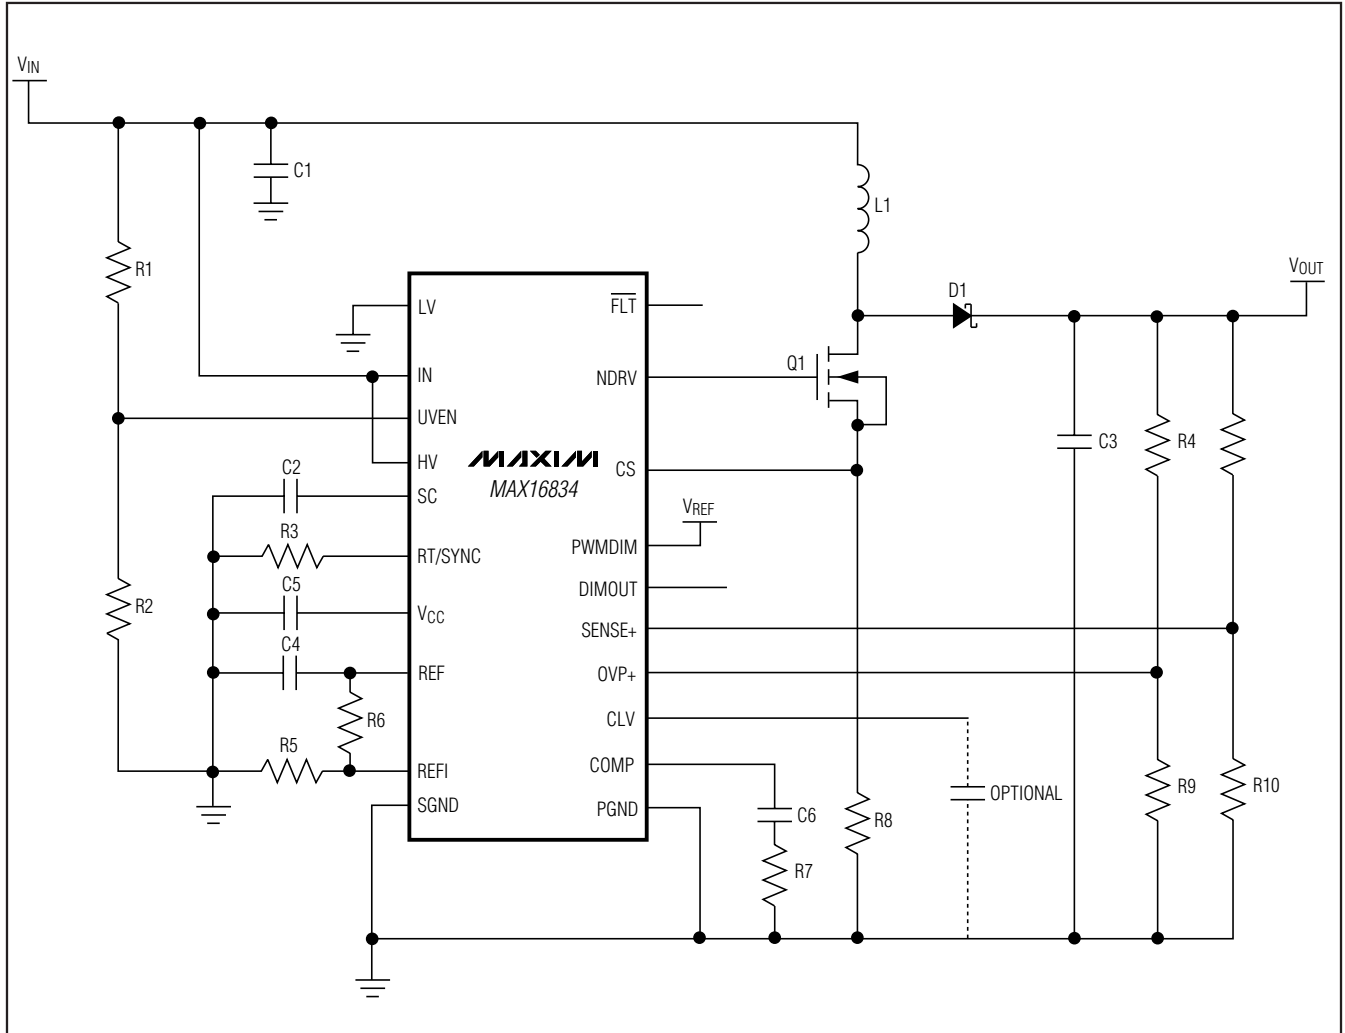 VIN
C1
L1
R1
VOUT
D1
LV
FLT
IN
NDRV
Q1
UVEN
HV
MAXIM
CS
C3
R4
C2
SC
MAX16834
VREF
R3
RT/SYNC
PWMDIM
C5
DIMOUT
R2
VCC
SENSE+
C4
REF
OVP+
R6
CLV
R5
REFI
COMP
OPTIONAL
R9
R10
SGND
PGND
C6
R8
R7